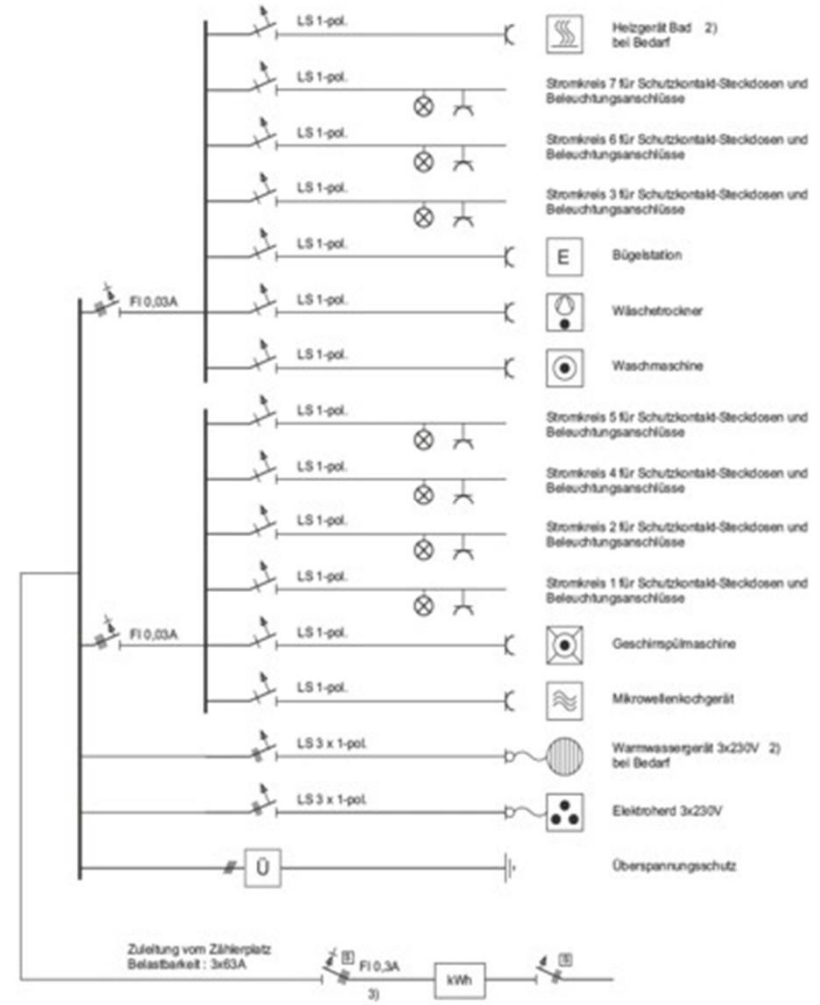 LS 1-pol.
Heizgerät Bad 2)
bei Bedarf
LS 1-pol.
Stromkreis 7 für Schutzkontakt-Steckdosen und
Beleuchtungsanschlüsse
LS 1-pol.
Stromkreis 6 für Schutzkontakt-Steckdosen und
Beleuchtungsanschlüsse
LS 1-pol.
Stromkreis 3 für Schutzkontakt-Steckdosen und
Beleuchtungsanschlüsse
LS 1-pol.
E
Bügelstation
FI 0,03A
LS 1-pol.
Wäschetrockner
LS 1-pol.
Waschmaschine
LS 1-pol.
Stromkreis 5 für Schutzkontakt-Steckdosen und
Beleuchtungsanschlüsse
LS 1-pol.
Stromkreis 4 für Schutzkontakt-Steckdosen und
Beleuchtungsanschlüsse
LS 1-pol.
Stromkreis 2 für Schutzkontakt-Steckdosen und
Beleuchtungsanschlüsse
LS 1-pol.
Stromkreis 1 für Schutzkontakt-Steckdosen und
Beleuchtungsanschlüsse
FI 0,03A
LS 1-pol.
Geschirrspülmaschine
LS 1-pol.
Mikrowellenkochgerät
LS 3 x 1-pol.
Warmwassergerät 3x230V 2)
bei Bedarf
LS 3 x 1-pol.
Elektroherd 3x230V
Ü
Überspannungsschutz
Zuleitung vom Zählerplatz
Belastbarkeit : 3x63A
S
FI 0,3A
3)
kWh
S